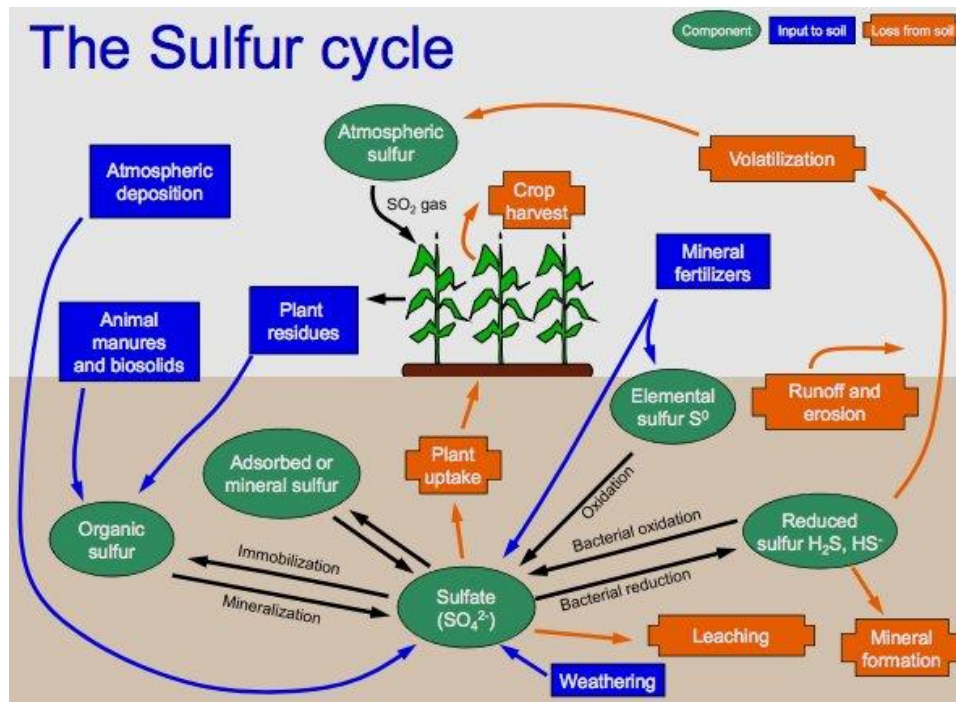 The Sulfur cycle
Component
Input to soil
Loss from soil
Atmospheric
sulfur
Volatilization
Atmospheric
deposition
SO₂ gas
Crop
harvest
Mineral
fertilizers
Animal
manures
and biosolids
Plant
residues
Elemental
sulfur S⁰
Runoff and
erosion
Adsorbed or
mineral sulfur
Plant
uptake
Oxidation
Organic
sulfur
Immobilization
Mineralization
Bacterial oxidation
Bacterial reduction
Reduced
sulfur H₂S, HS⁻
Sulfate
(SO₄²⁻)
Leaching
Mineral
formation
Weathering